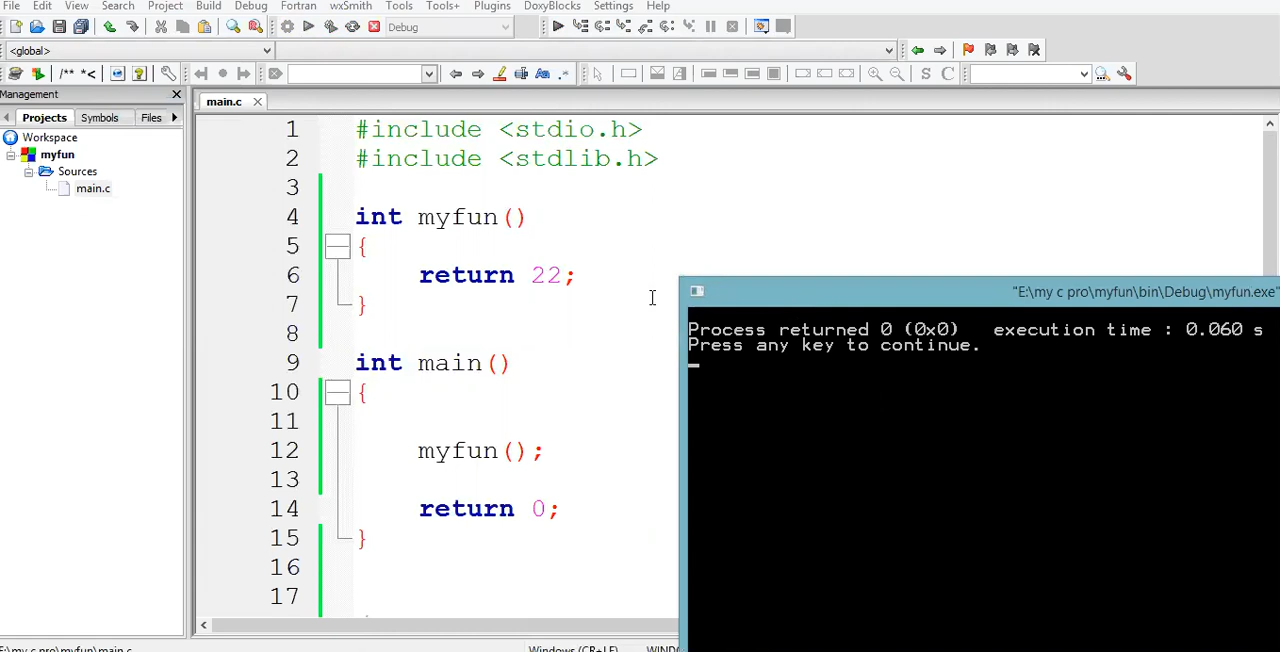 File Edit View Search Project Build Debug Fortran wxSmith Tools Tools+ Plugins DoxyBlocks Settings Help
Debug
<global>
/** *<
S C
Management
main.c
Projects Symbols Files
Workspace
myfun
Sources
main.c
1 #include <stdio.h>
2 #include <stdlib.h>
3
4 int myfun()
5 {
6 return 22;
7 }
8
9 int main()
10 {
11
12 myfun();
13
14 return 0;
15 }
16
17
"E:\my c pro\myfun\bin\Debug\myfun.exe"
Process returned 0 (0x0) execution time : 0.060 s
Press any key to continue.
E:\my c pro\myfun\main.c
Windows (CR+LF)